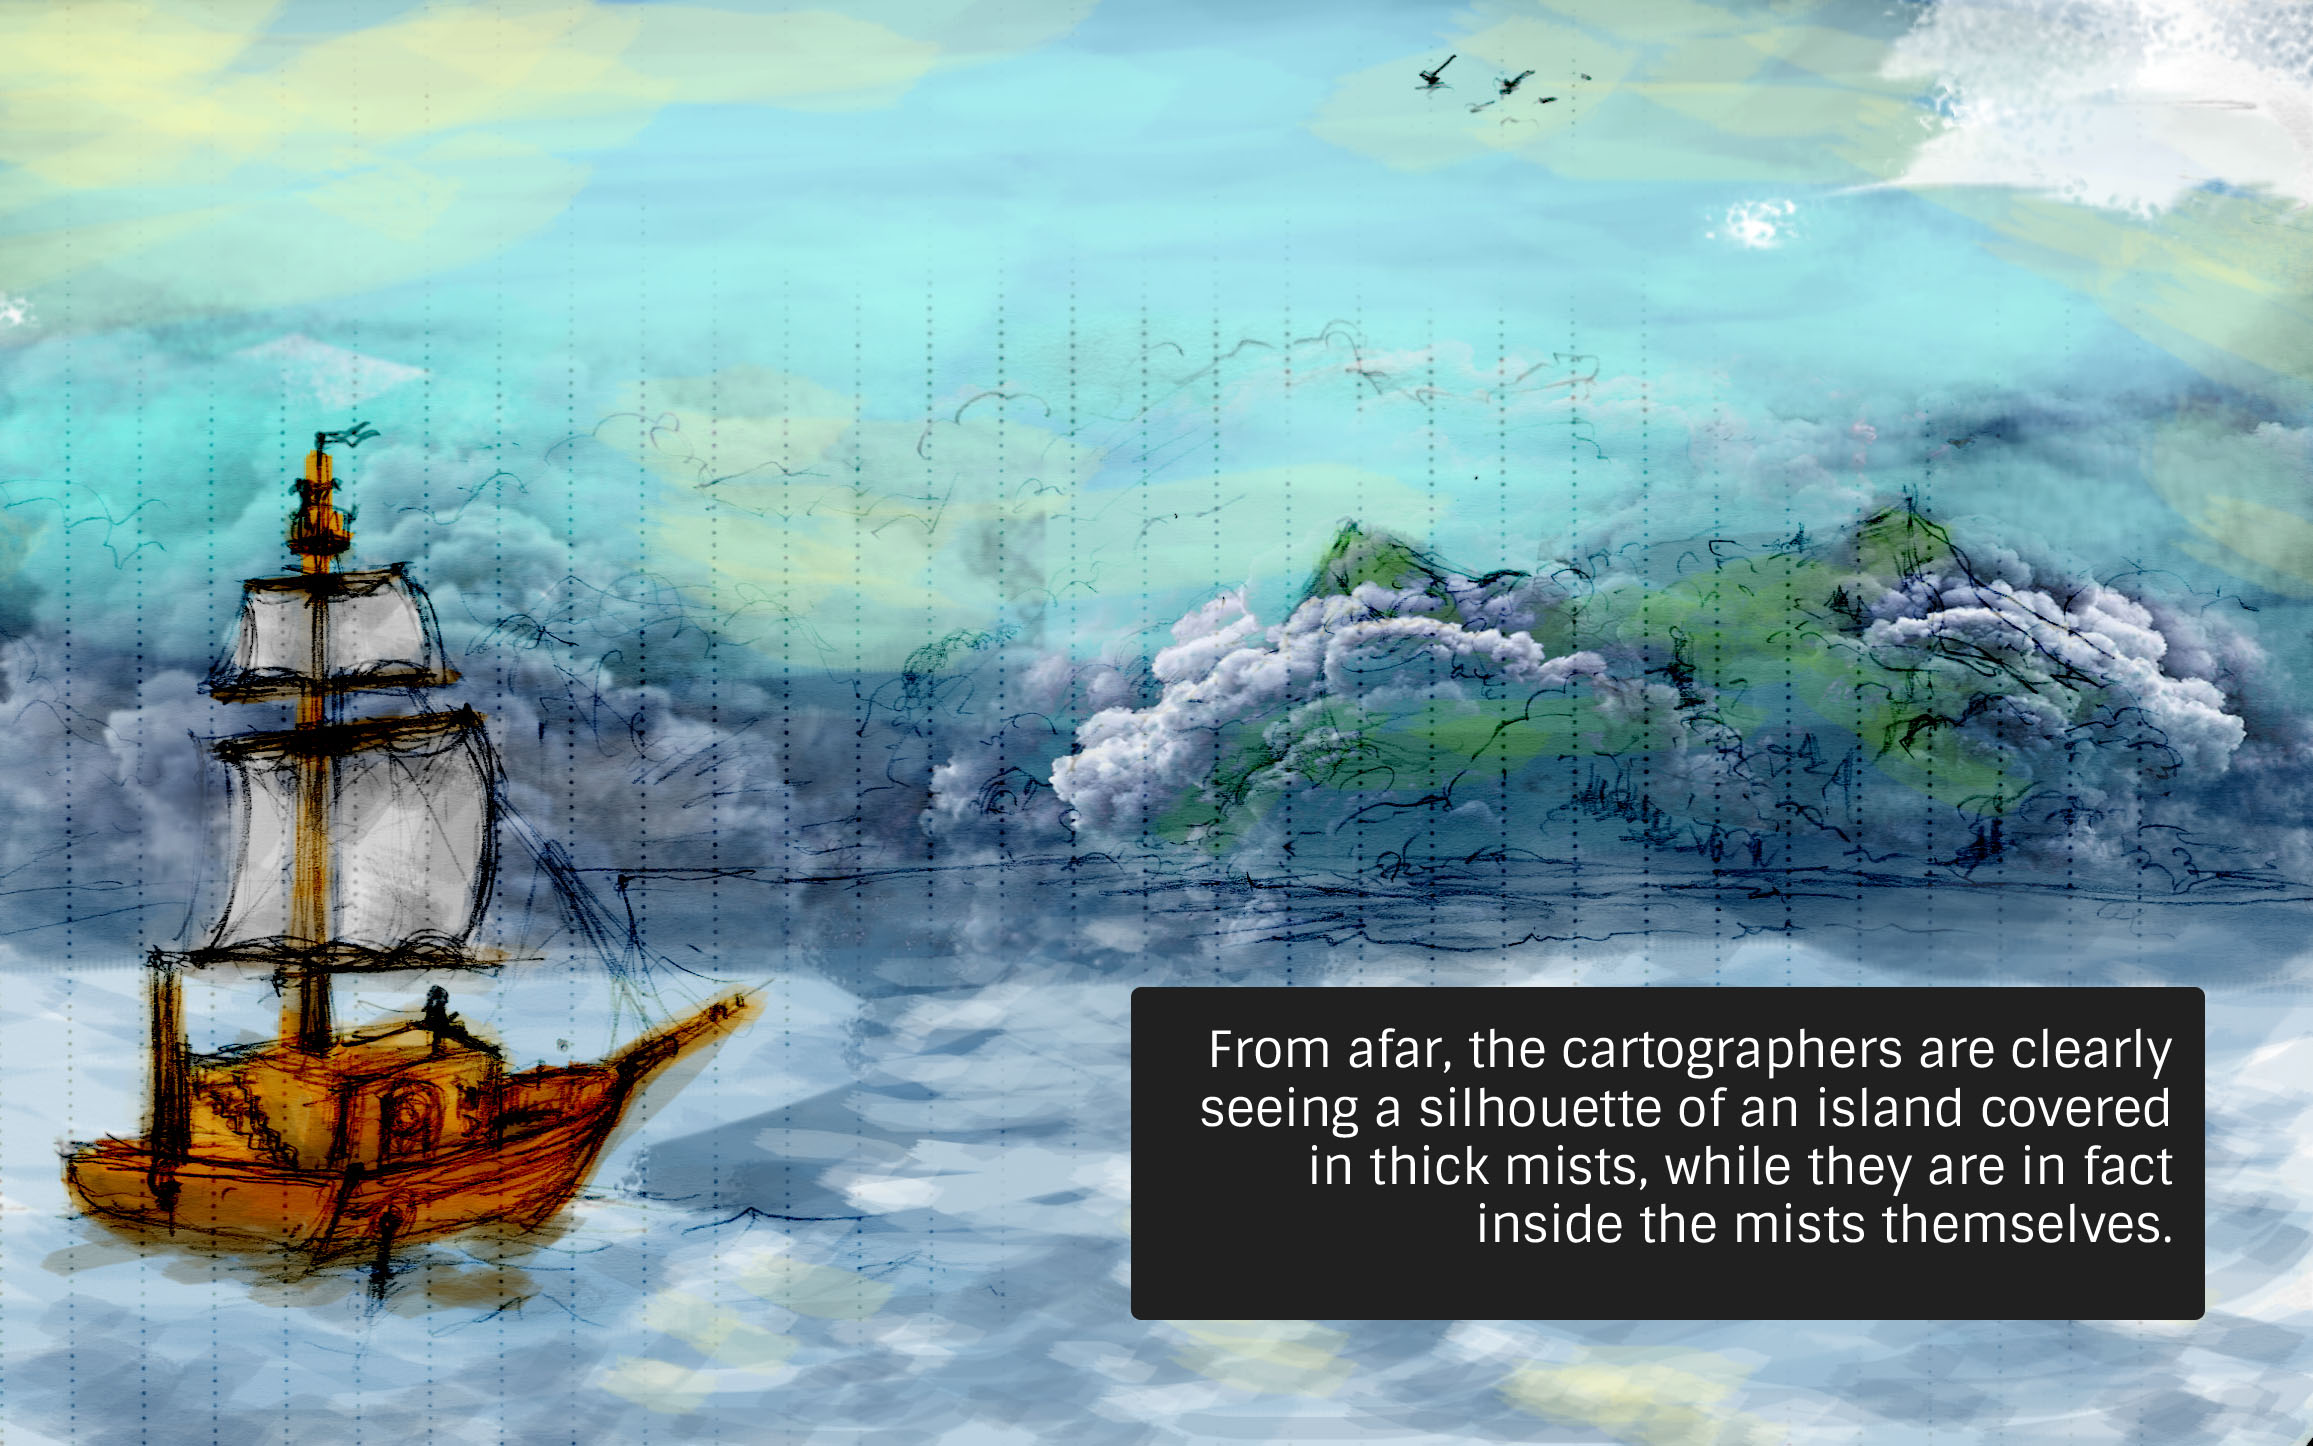 From afar, the cartographers are clearly
seeing a silhouette of an island covered
in thick mists, while they are in fact
inside the mists themselves.